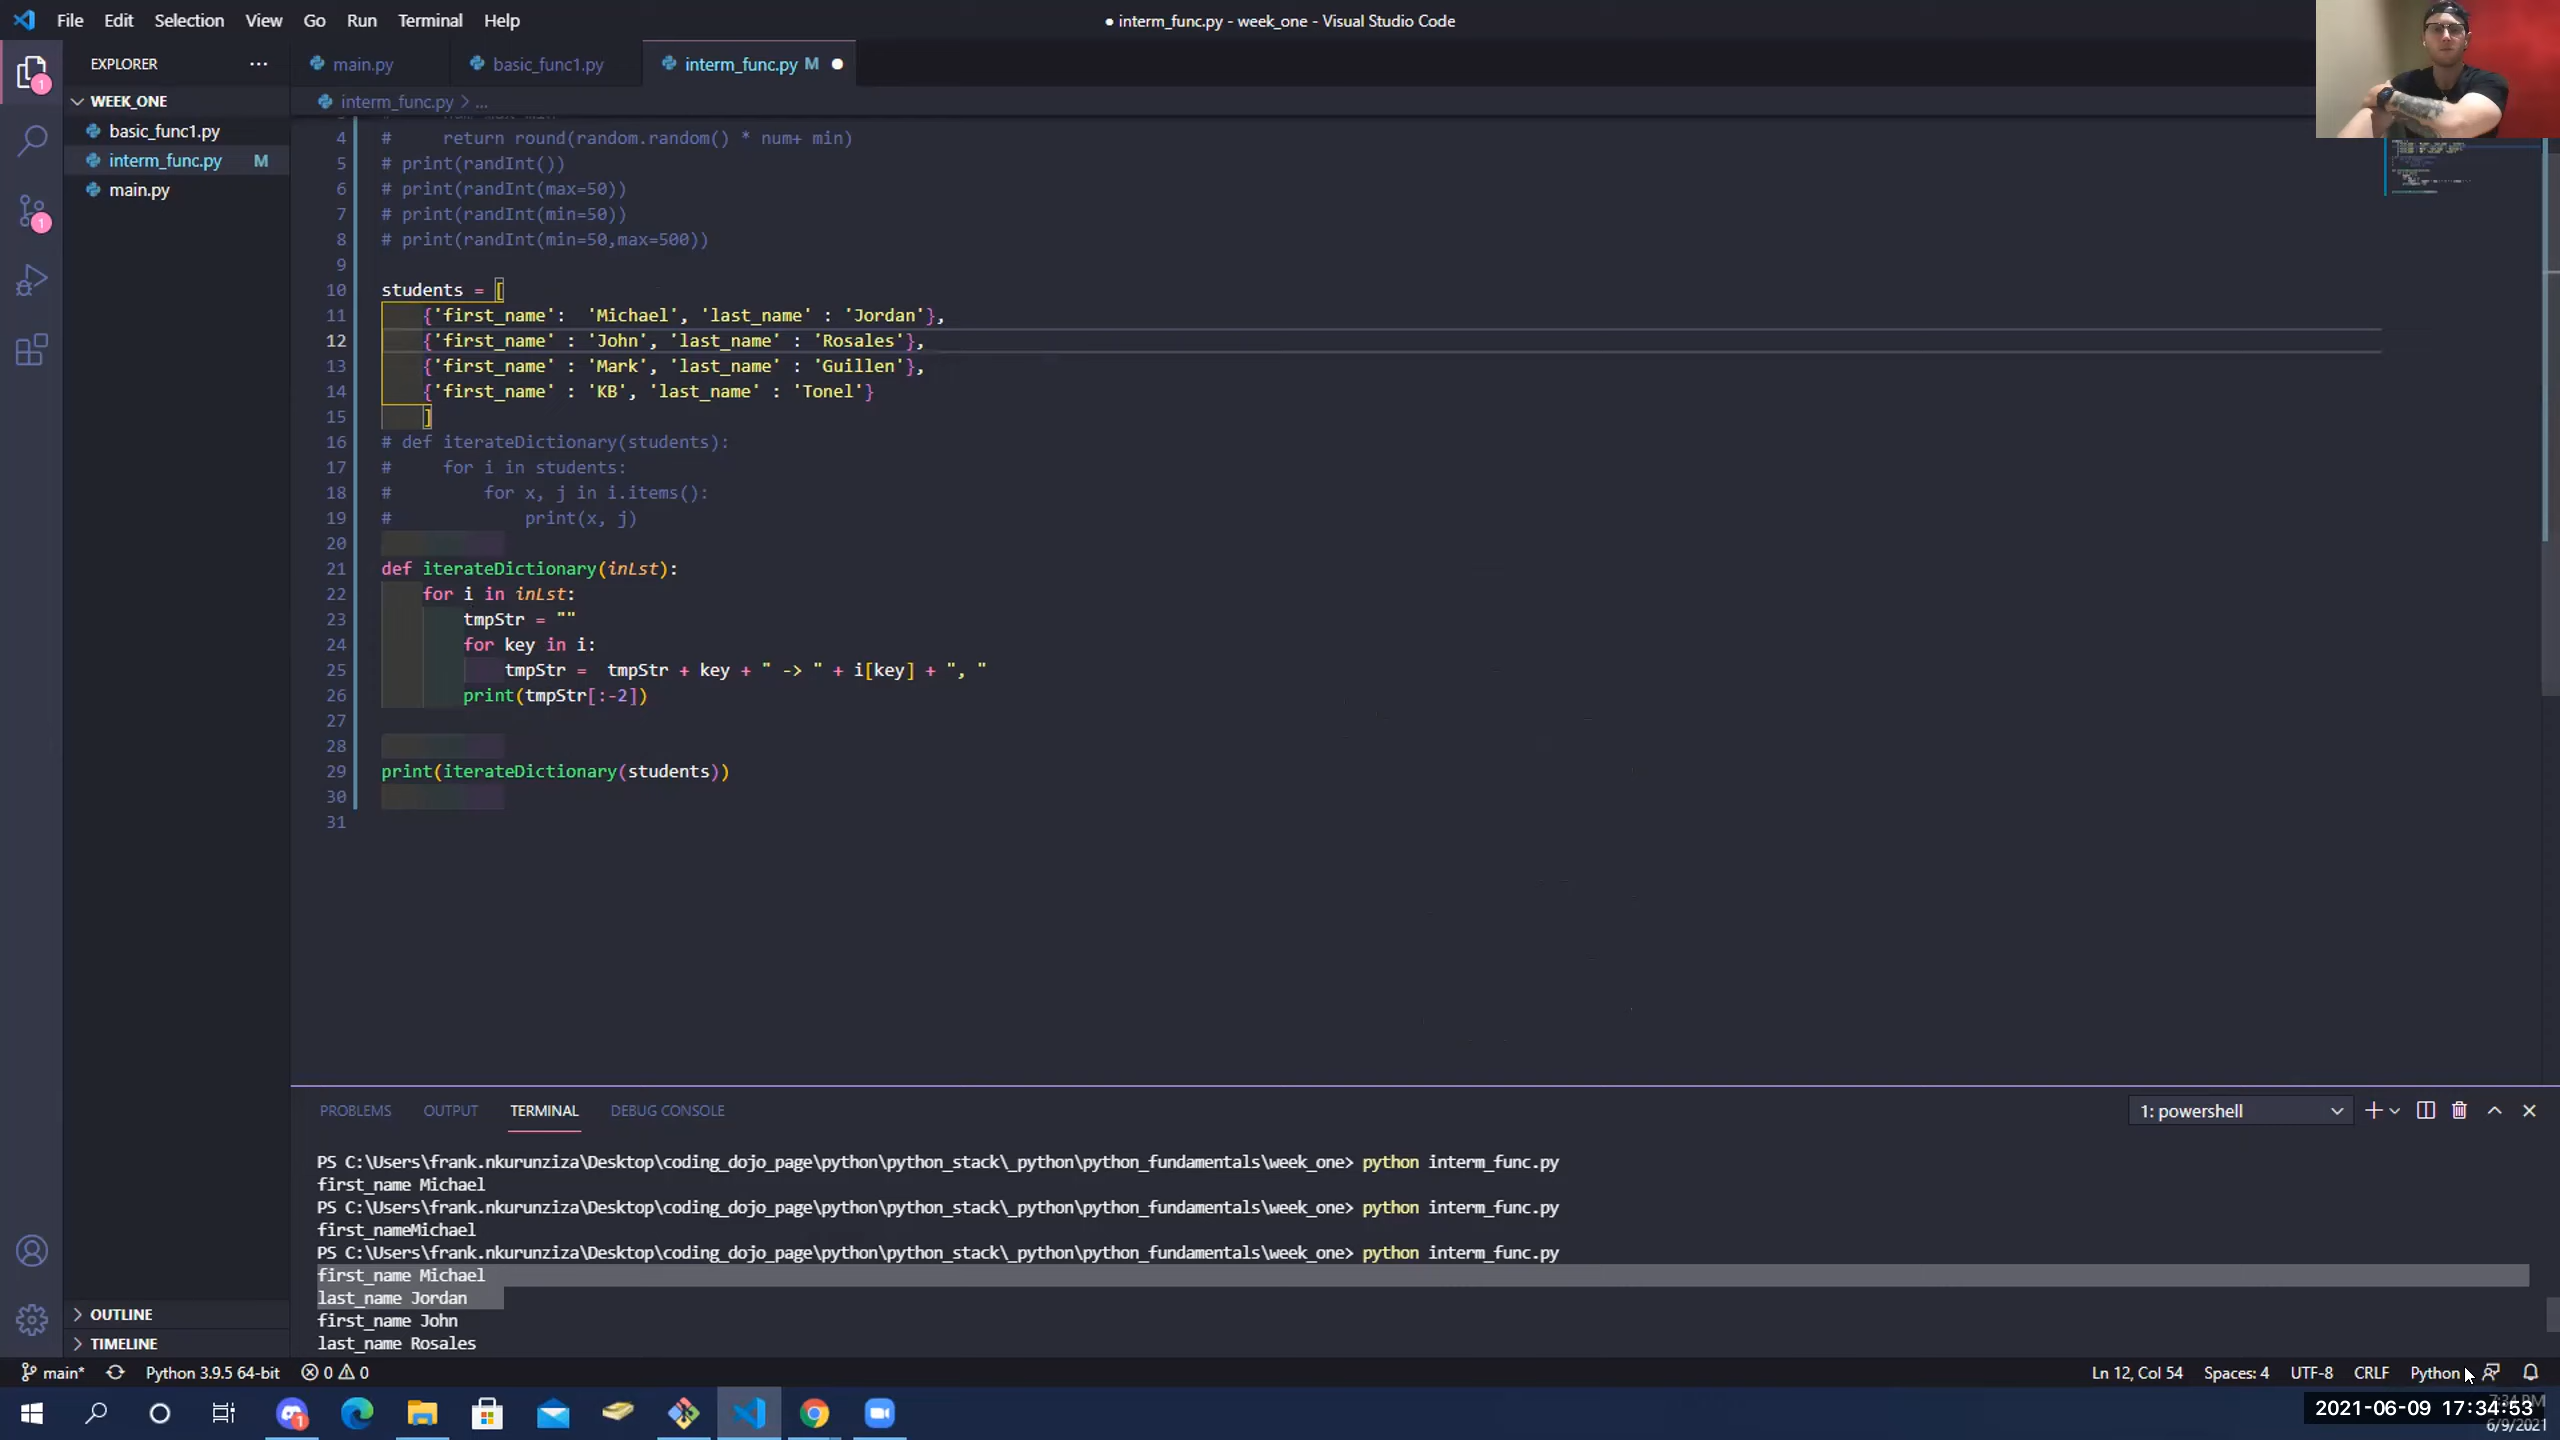 File Edit Selection View Go Run Terminal Help
● interm_func.py - week_one - Visual Studio Code
EXPLORER ...
main.py
basic_func1.py
interm_func.py M
1
WEEK_ONE
basic_func1.py
interm_func.py M
main.py
1
interm_func.py > ...
4 #     return round(random.random() * num+ min)
5 # print(randInt())
6 # print(randInt(max=50))
7 # print(randInt(min=50))
8 # print(randInt(min=50,max=500))
9
10 students = [
11     {'first_name':  'Michael', 'last_name' : 'Jordan'},
12     {'first_name' : 'John', 'last_name' : 'Rosales'},
13     {'first_name' : 'Mark', 'last_name' : 'Guillen'},
14     {'first_name' : 'KB', 'last_name' : 'Tonel'}
15     ]
16 # def iterateDictionary(students):
17 #     for i in students:
18 #         for x, j in i.items():
19 #             print(x, j)
20
21 def iterateDictionary(inLst):
22     for i in inLst:
23         tmpStr = ""
24         for key in i:
25             tmpStr =  tmpStr + key + " -> " + i[key] + ", "
26         print(tmpStr[:-2])
27
28
29 print(iterateDictionary(students))
30
31
PROBLEMS OUTPUT TERMINAL DEBUG CONSOLE
1: powershell
PS C:\Users\frank.nkurunziza\Desktop\coding_dojo_page\python\python_stack\_python\python_fundamentals\week_one> python interm_func.py
first_name Michael
PS C:\Users\frank.nkurunziza\Desktop\coding_dojo_page\python\python_stack\_python\python_fundamentals\week_one> python interm_func.py
first_nameMichael
PS C:\Users\frank.nkurunziza\Desktop\coding_dojo_page\python\python_stack\_python\python_fundamentals\week_one> python interm_func.py
first_name Michael
last_name Jordan
first_name John
last_name Rosales
OUTLINE
TIMELINE
main* Python 3.9.5 64-bit 0 0
Ln 12, Col 54 Spaces: 4 UTF-8 CRLF Python
1
2021-06-09 17:34:53
6/9/2021